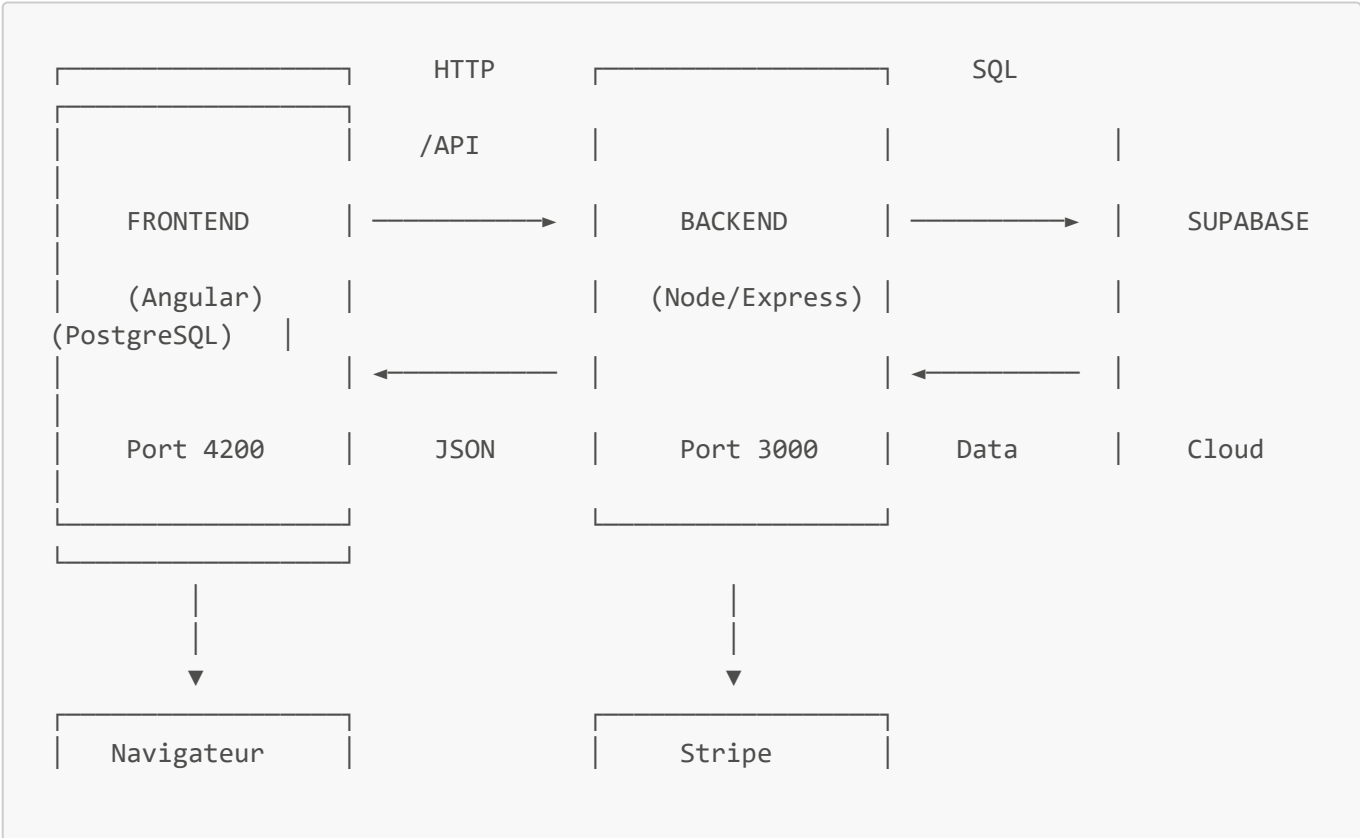 HTTP SQL
/API
FRONTEND BACKEND SUPABASE
(Angular) (Node/Express)
(PostgreSQL)
Port 4200 JSON Port 3000 Data Cloud
Navigateur Stripe